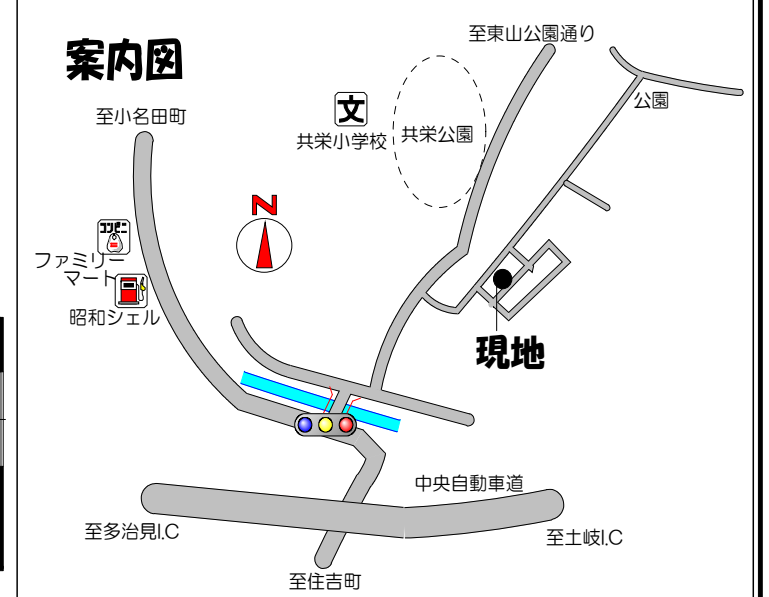 案内図
至東山公園通り
公園
文
共栄小学校
共栄公園
至小名田町
N
コンビニ
ファミリー
マート
昭和シェル
現地
中央自動車道
至多治見I.C
至土岐I.C
至住吉町